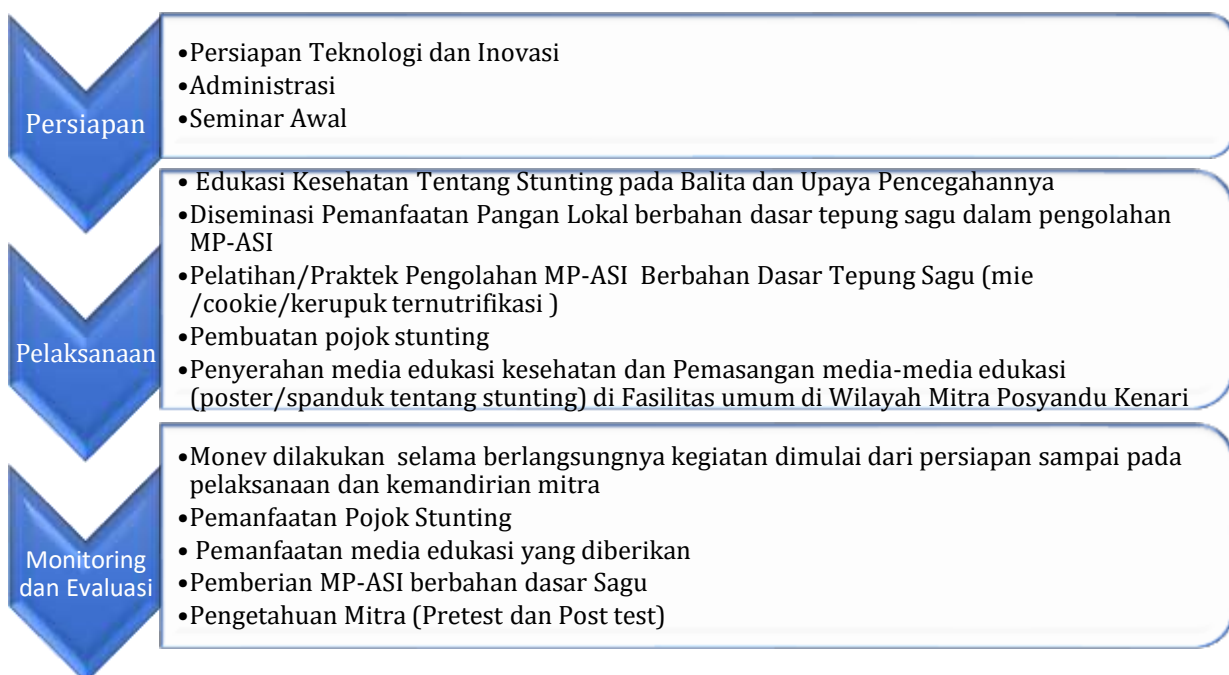 Persiapan
•Persiapan Teknologi dan Inovasi
•Administrasi
•Seminar Awal
Pelaksanaan
• Edukasi Kesehatan Tentang Stunting pada Balita dan Upaya Pencegahannya
•Diseminasi Pemanfaatan Pangan Lokal berbahan dasar tepung sagu dalam pengolahan
MP-ASI
•Pelatihan/Praktek Pengolahan MP-ASI Berbahan Dasar Tepung Sagu (mie
/cookie/kerupuk ternutrifikasi )
•Pembuatan pojok stunting
•Penyerahan media edukasi kesehatan dan Pemasangan media-media edukasi
(poster/spanduk tentang stunting) di Fasilitas umum di Wilayah Mitra Posyandu Kenari
Monitoring
dan Evaluasi
•Monev dilakukan selama berlangsungnya kegiatan dimulai dari persiapan sampai pada
pelaksanaan dan kemandirian mitra
•Pemanfaatan Pojok Stunting
• Pemanfaatan media edukasi yang diberikan
•Pemberian MP-ASI berbahan dasar Sagu
•Pengetahuan Mitra (Pretest dan Post test)